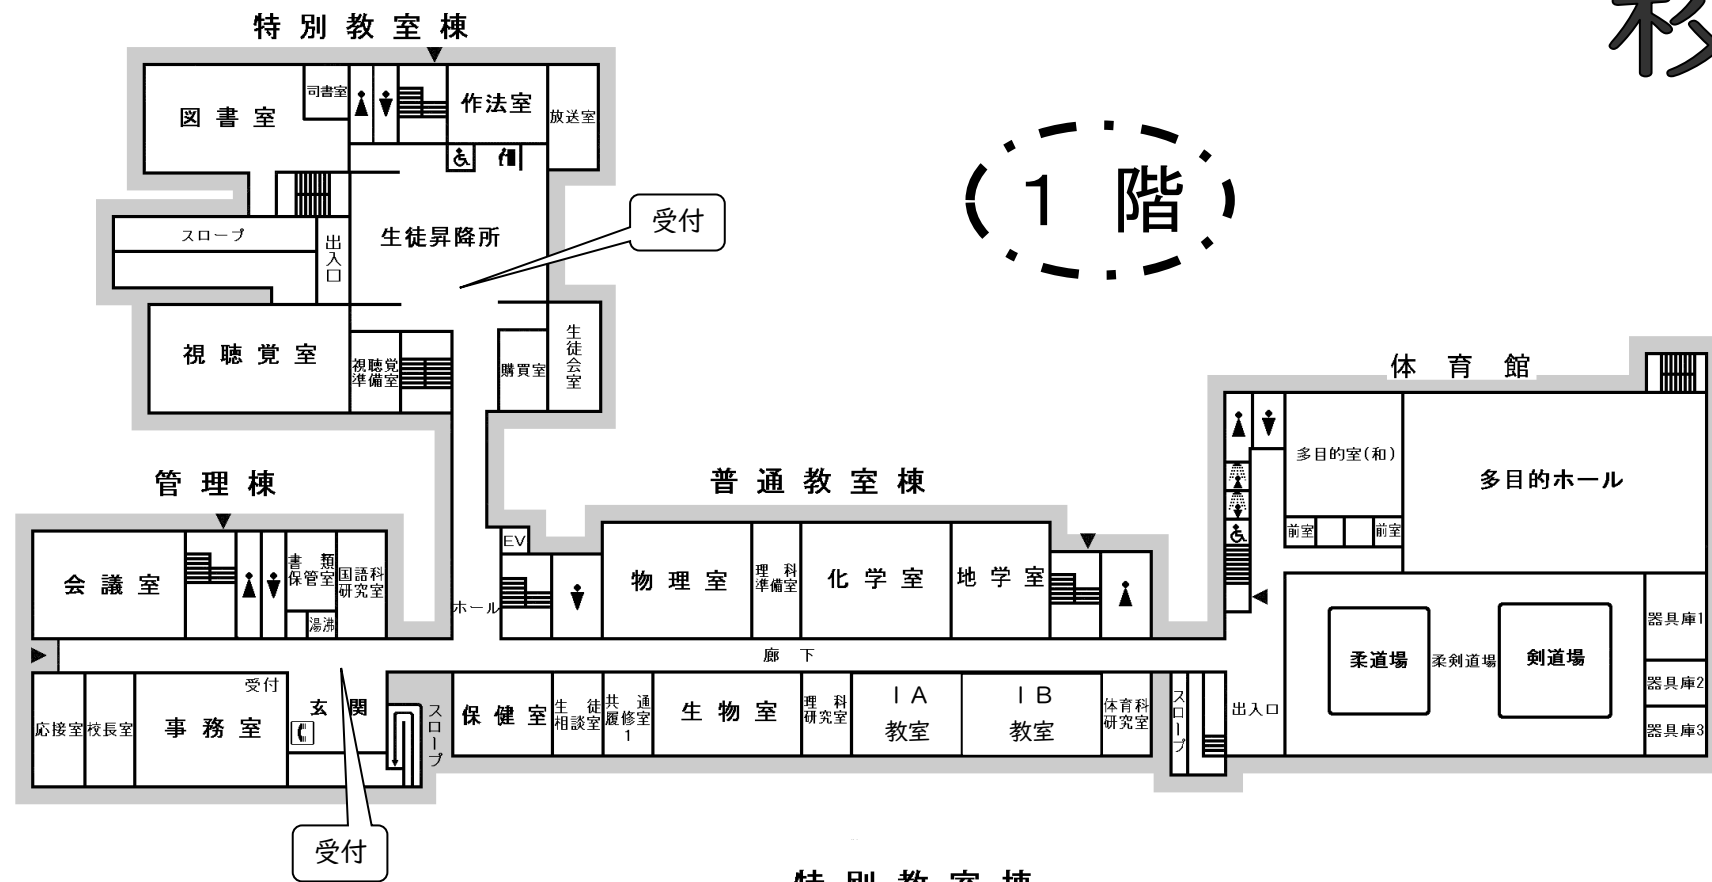 杉
特別教室棟
図書室
司書室
作法室
放送室
スロープ
出入口
生徒昇降所
受付
視聴覚室
視聴覚
準備室
購買室
生徒会室
1階
管理棟
会議室
書類
保管室
湯沸
国語科
研究室
受付
応接室
校長室
事務室
玄関
スロープ
受付
普通教室棟
EV
ホール
物理室
理科
準備室
化学室
地学室
廊下
保健室
生徒
相談室
共通
履修室
1
生物室
理科
研究室
1A
教室
1B
教室
体育科
研究室
スロープ
出入口
体育館
多目的室(和)
前室
前室
多目的ホール
柔道場
柔剣道場
剣道場
器具庫1
器具庫2
器具庫3
特別教室棟